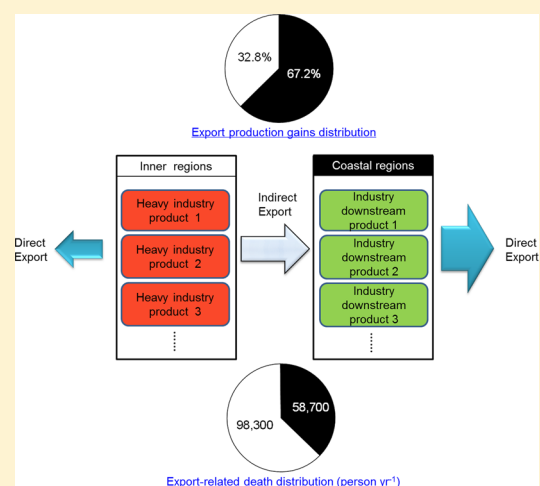 32.8%
67.2%
Export production gains distribution
Inner regions
Coastal regions
Heavy industry
product 1
Heavy industry
product 2
Heavy industry
product 3
Direct
Export
Indirect
Export
Industry
downstream
product 1
Industry
downstream
product 2
Industry
downstream
product 3
Direct
Export
58,700
98,300
Export-related death distribution (person yr⁻¹)